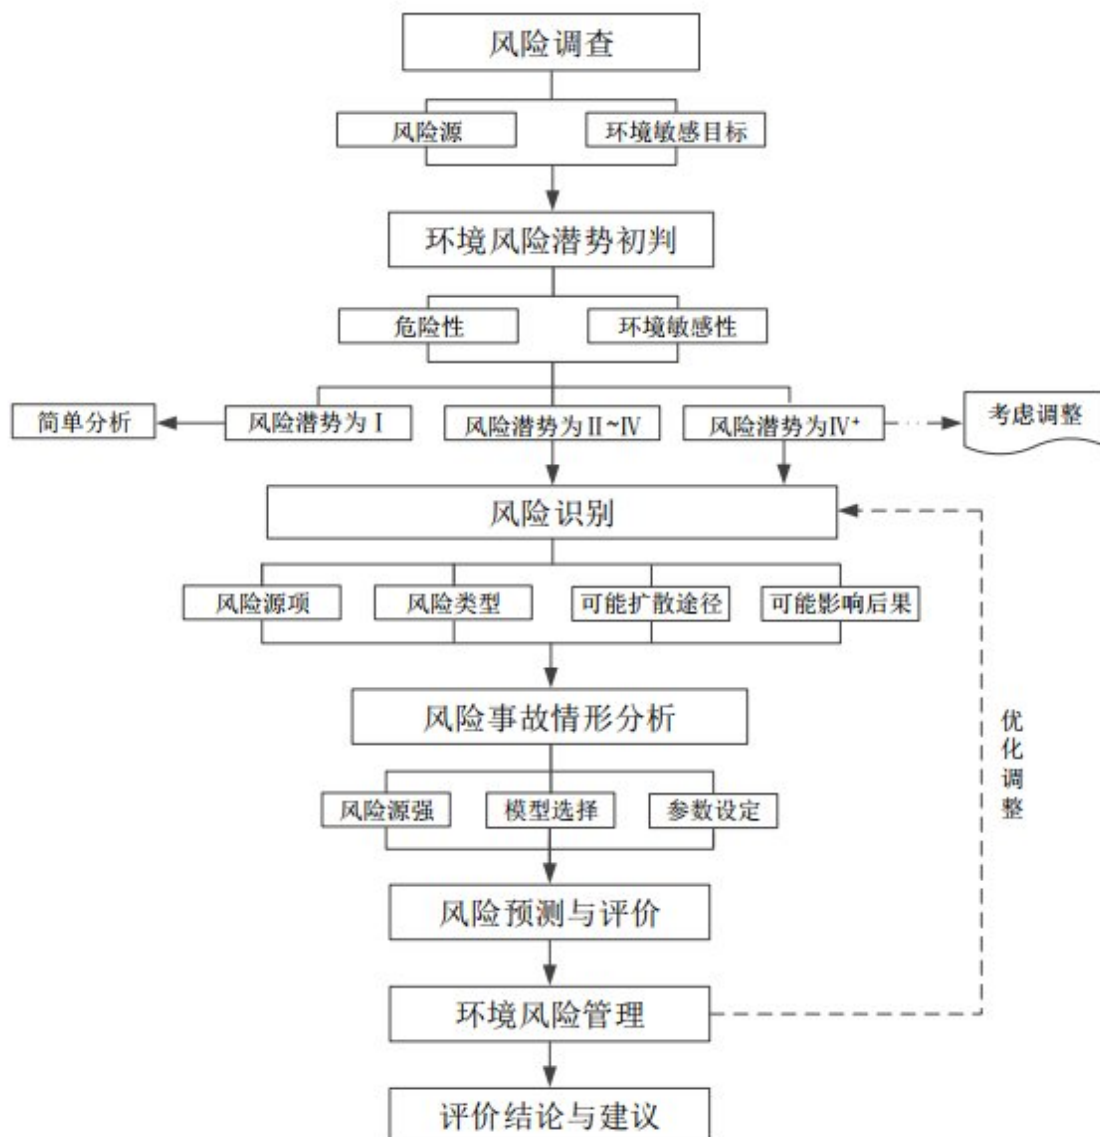 风险调查
风险源
环境敏感目标
环境风险潜势初判
危险性
环境敏感性
简单分析
风险潜势为Ⅰ
风险潜势为Ⅱ~Ⅳ
风险潜势为Ⅳ⁺
考虑调整
风险识别
风险源项
风险类型
可能扩散途径
可能影响后果
风险事故情形分析
优化调整
风险源强
模型选择
参数设定
风险预测与评价
环境风险管理
评价结论与建议